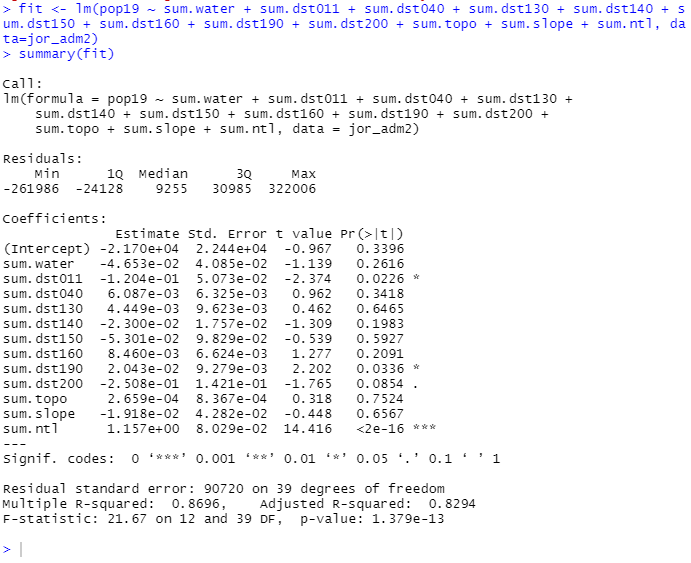 > fit <- lm(pop19 ~ sum.water + sum.dst011 + sum.dst040 + sum.dst130 + sum.dst140 + s
um.dst150 + sum.dst160 + sum.dst190 + sum.dst200 + sum.topo + sum.slope + sum.ntl, da
ta=jor_adm2)
> summary(fit)

Call:
lm(formula = pop19 ~ sum.water + sum.dst011 + sum.dst040 + sum.dst130 +
    sum.dst140 + sum.dst150 + sum.dst160 + sum.dst190 + sum.dst200 +
    sum.topo + sum.slope + sum.ntl, data = jor_adm2)

Residuals:
    Min      1Q  Median      3Q     Max
-261986  -24128    9255   30985  322006

Coefficients:
              Estimate Std. Error t value Pr(>|t|)
(Intercept) -2.170e+04  2.244e+04  -0.967   0.3396
sum.water   -4.653e-02  4.085e-02  -1.139   0.2616
sum.dst011  -1.204e-01  5.073e-02  -2.374   0.0226 *
sum.dst040   6.087e-03  6.325e-03   0.962   0.3418
sum.dst130   4.449e-03  9.623e-03   0.462   0.6465
sum.dst140  -2.300e-02  1.757e-02  -1.309   0.1983
sum.dst150  -5.301e-02  9.829e-02  -0.539   0.5927
sum.dst160   8.460e-03  6.624e-03   1.277   0.2091
sum.dst190   2.043e-02  9.279e-03   2.202   0.0336 *
sum.dst200  -2.508e-01  1.421e-01  -1.765   0.0854 .
sum.topo     2.659e-04  8.367e-04   0.318   0.7524
sum.slope   -1.918e-02  4.282e-02  -0.448   0.6567
sum.ntl      1.157e+00  8.029e-02  14.416   <2e-16 ***
---
Signif. codes:  0 ‘***’ 0.001 ‘**’ 0.01 ‘*’ 0.05 ‘.’ 0.1 ‘ ’ 1

Residual standard error: 90720 on 39 degrees of freedom
Multiple R-squared:  0.8696,    Adjusted R-squared:  0.8294
F-statistic: 21.67 on 12 and 39 DF,  p-value: 1.379e-13

>